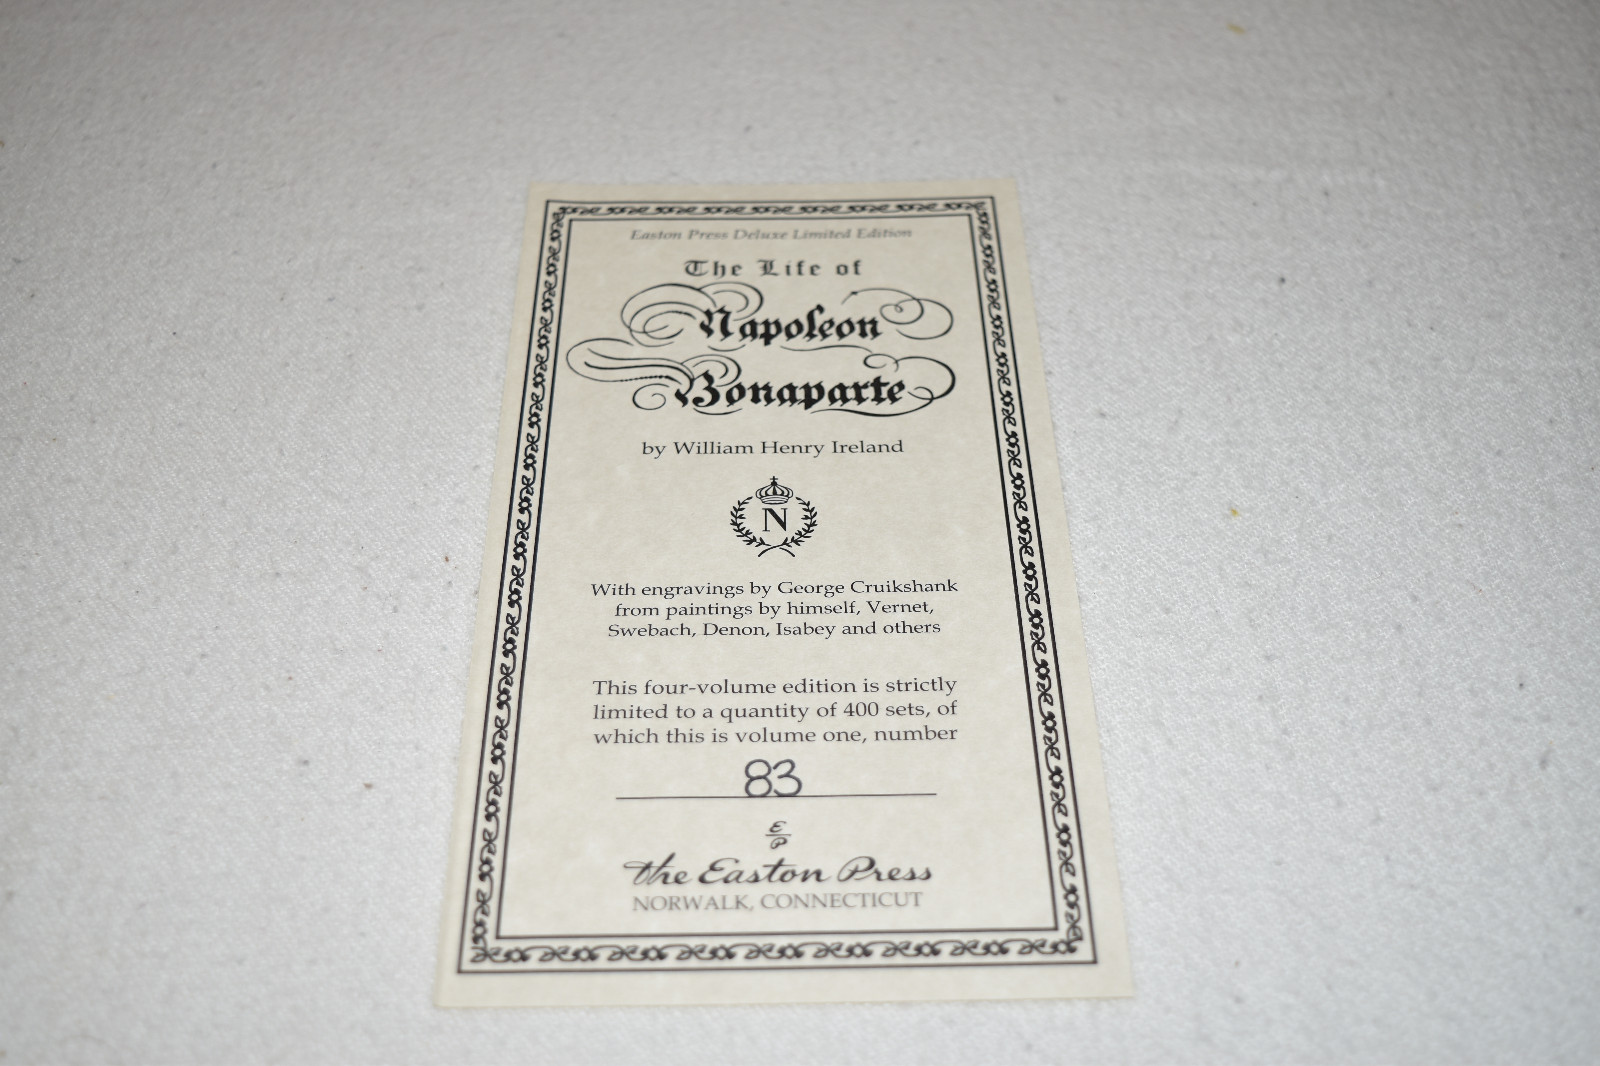 Easton Press Deluxe Limited Edition
The Life of
Napoleon
Bonaparte
by William Henry Ireland
N
With engravings by George Cruikshank
from paintings by himself, Vernet,
Swebach, Denon, Isabey and others
This four-volume edition is strictly
limited to a quantity of 400 sets, of
which this is volume one, number
83
E
P
the Easton Press
NORWALK, CONNECTICUT